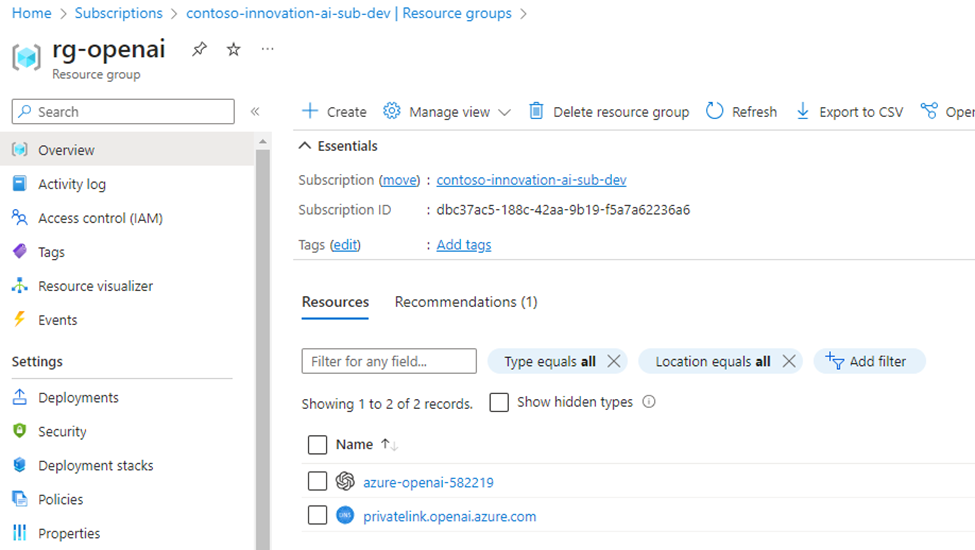 Home > Subscriptions > contoso-innovation-ai-sub-dev | Resource groups >
rg-openai ...
Resource group
Search «
Overview
Activity log
Access control (IAM)
Tags
Resource visualizer
Events
Settings
Deployments
Security
Deployment stacks
Policies
Properties
Create Manage view Delete resource group Refresh Export to CSV Open
Essentials
Subscription (move) : contoso-innovation-ai-sub-dev
Subscription ID : dbc37ac5-188c-42aa-9b19-f5a7a62236a6
Tags (edit) : Add tags
Resources Recommendations (1)
Filter for any field... Type equals all Location equals all Add filter
Showing 1 to 2 of 2 records. Show hidden types
Name ↑↓
azure-openai-582219
DNS privatelink.openai.azure.com